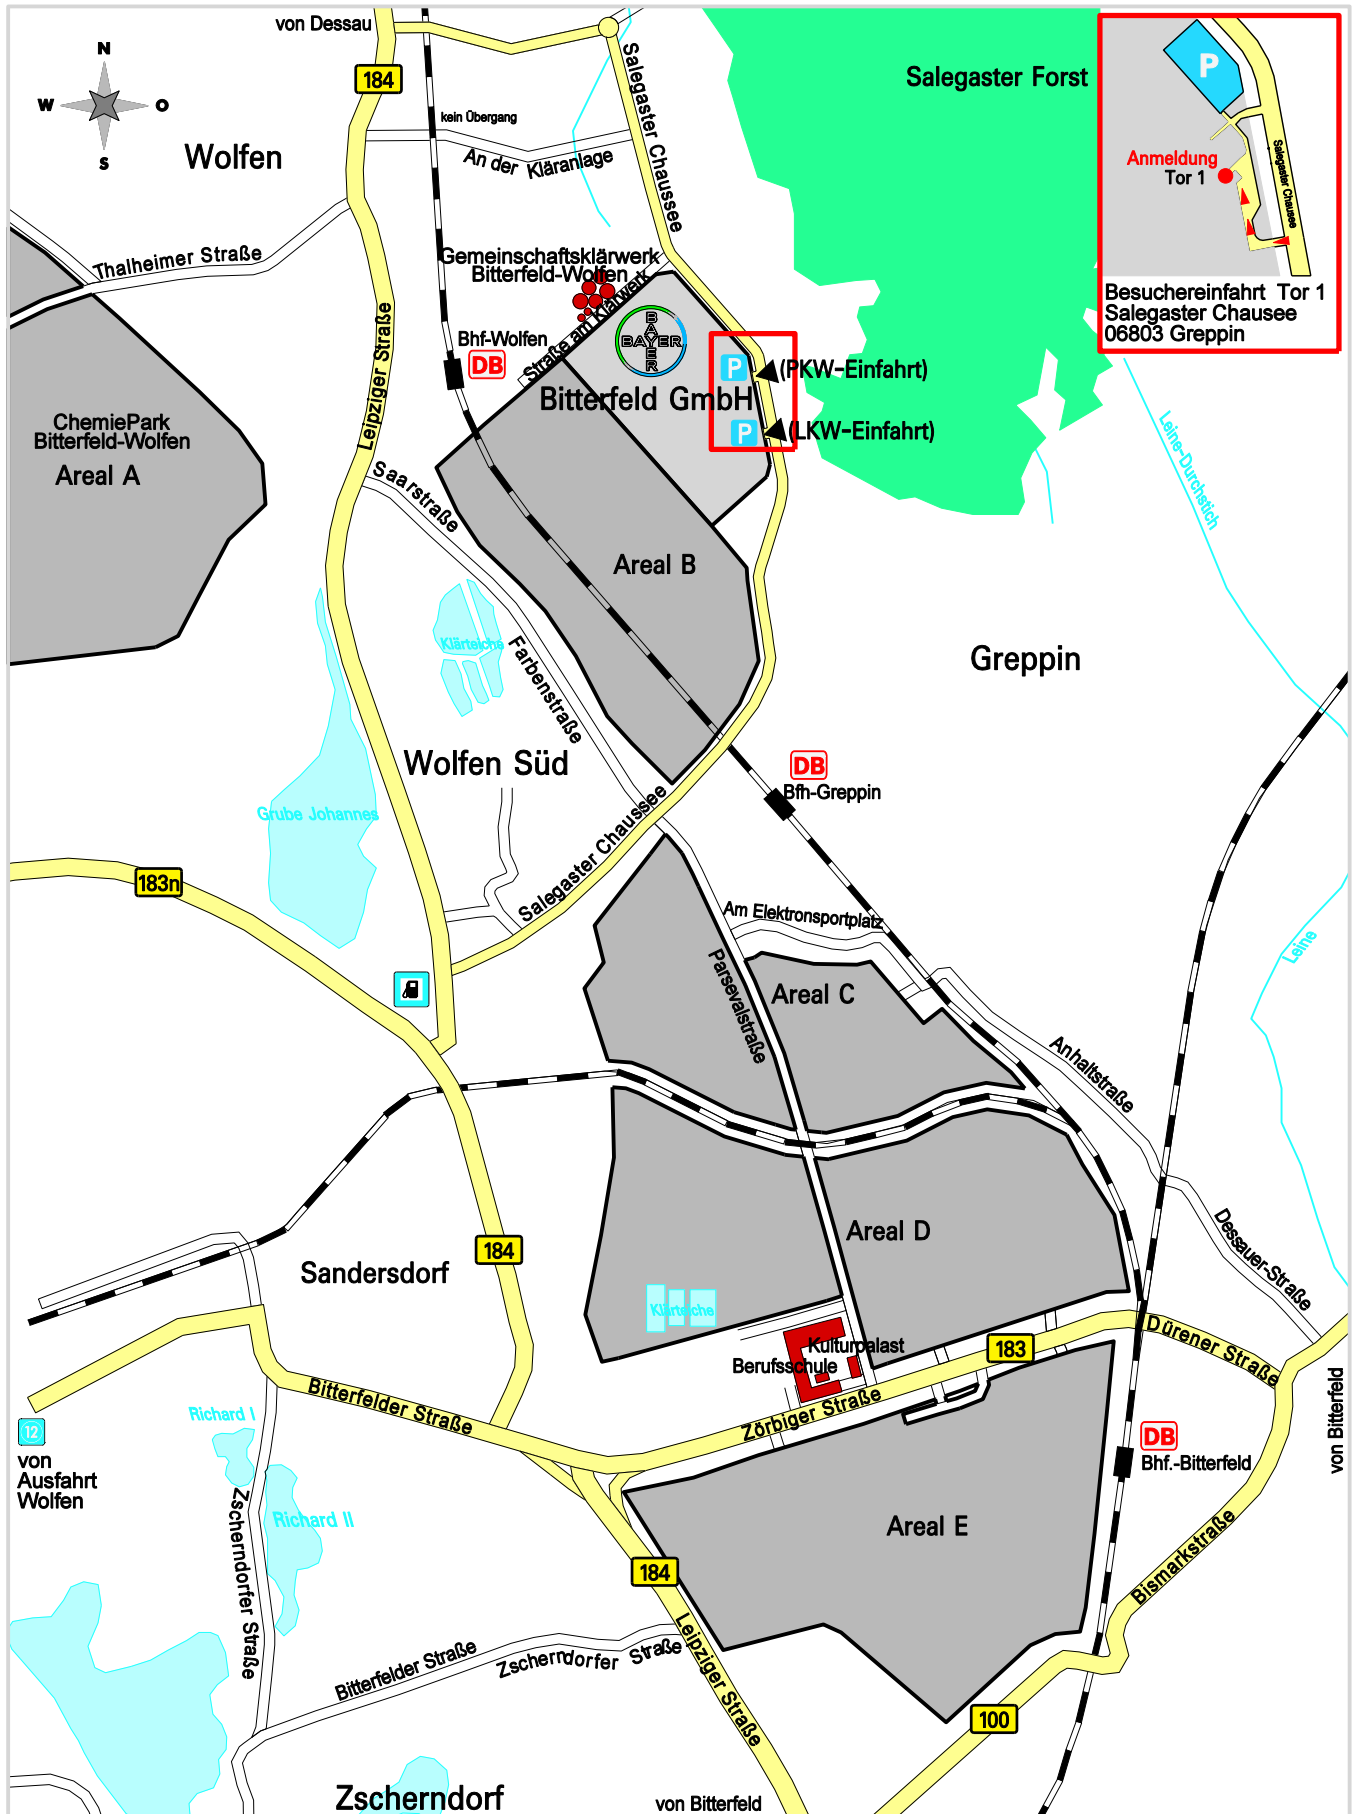 von Dessau
184
N
W
O
S
Wolfen
kein Übergang
An der Kläranlage
Salegaster Chaussee
Salegaster Forst
P
Anmeldung
Tor 1
Salegaster Chausee
Besuchereinfahrt Tor 1
Salegaster Chausee
06803 Greppin
Thalheimer Straße
Gemeinschaftsklärwerk
Bitterfeld-Wolfen
Straße am Klärwerk
Bhf-Wolfen
DB
BAYER
BAYER
Bitterfeld GmbH
P
(PKW-Einfahrt)
P
(LKW-Einfahrt)
Leipziger Straße
ChemiePark
Bitterfeld-Wolfen
Areal A
Saarstraße
Leine-Durchstich
Areal B
Klärteiche
Farbenstraße
Greppin
Wolfen Süd
DB
Bfh-Greppin
Grube Johannes
Salegaster Chaussee
183n
Am Elektronsportplatz
Parsevalstraße
Areal C
Leine
Anhaltstraße
Areal D
Dessauer-Straße
184
Sandersdorf
Klärteiche
Kulturpalast
Berufsschule
183
Dürener Straße
Bitterfelder Straße
Zörbiger Straße
von Bitterfeld
12
von
Ausfahrt
Wolfen
Richard I
Richard II
Zscherndorfer Straße
DB
Bhf.-Bitterfeld
Areal E
184
Bismarkstraße
Leipziger Straße
Bitterfelder Straße
Zscherndorfer Straße
100
Zscherndorf
von Bitterfeld